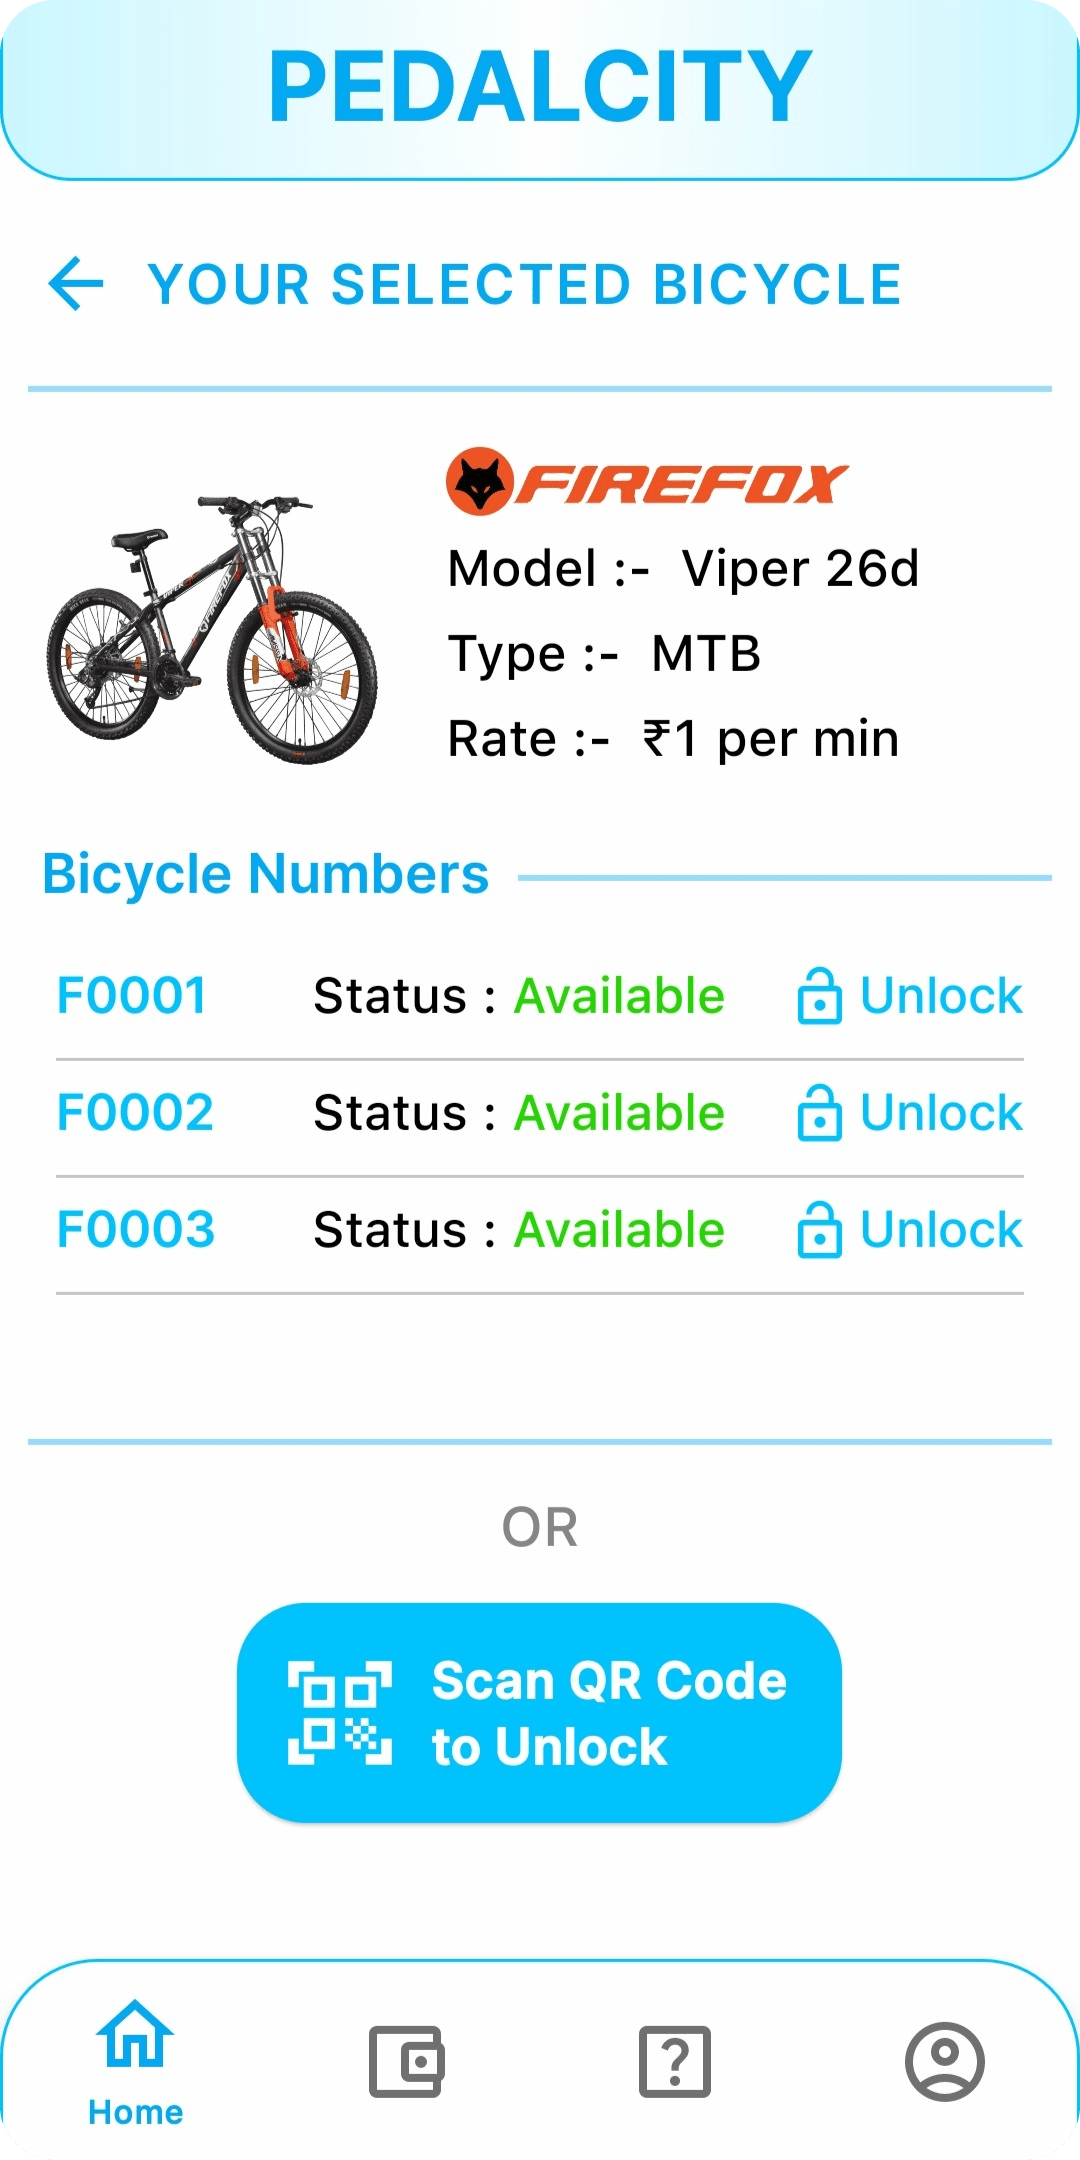 PEDALCITY
YOUR SELECTED BICYCLE
FIREFOX
Model :- Viper 26d
Type :- MTB
Rate :- ₹1 per min
FIREFOX
Bicycle Numbers
F0001 Status : Available Unlock
F0002 Status : Available Unlock
F0003 Status : Available Unlock
OR
Scan QR Code
to Unlock
Home